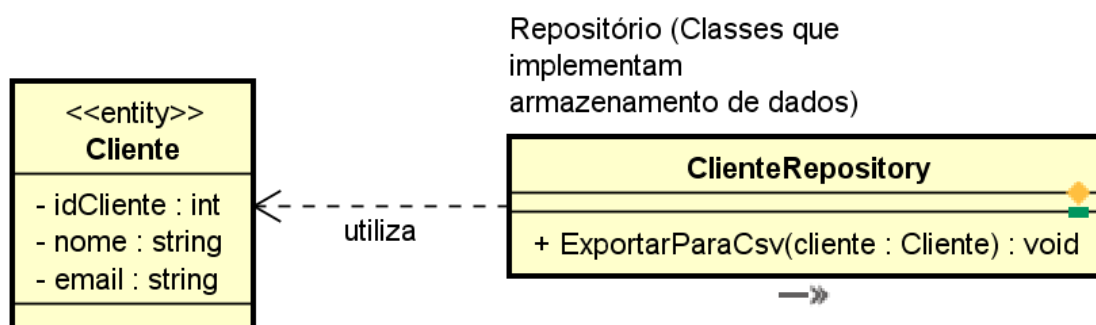 Repositório (Classes que
implementam
armazenamento de dados)
<<entity>>
Cliente
- idCliente : int
- nome : string
- email : string
utiliza
ClienteRepository
+ ExportarParaCsv(cliente : Cliente) : void